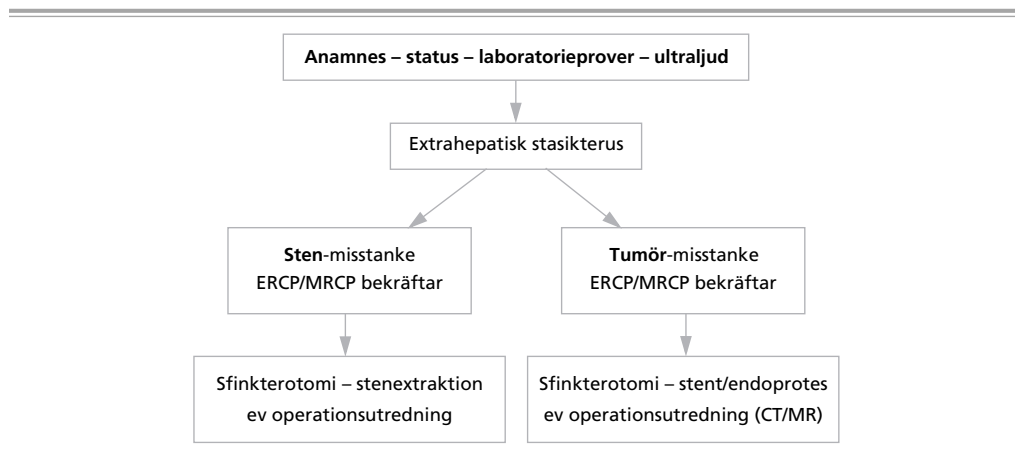 Anamnes – status – laboratorieprover – ultraljud
Extrahepatisk stasikterus
Sten-misstanke
ERCP/MRCP bekräftar
Tumör-misstanke
ERCP/MRCP bekräftar
Sfinkterotomi – stenextraktion
ev operationsutredning
Sfinkterotomi – stent/endoprotes
ev operationsutredning (CT/MR)